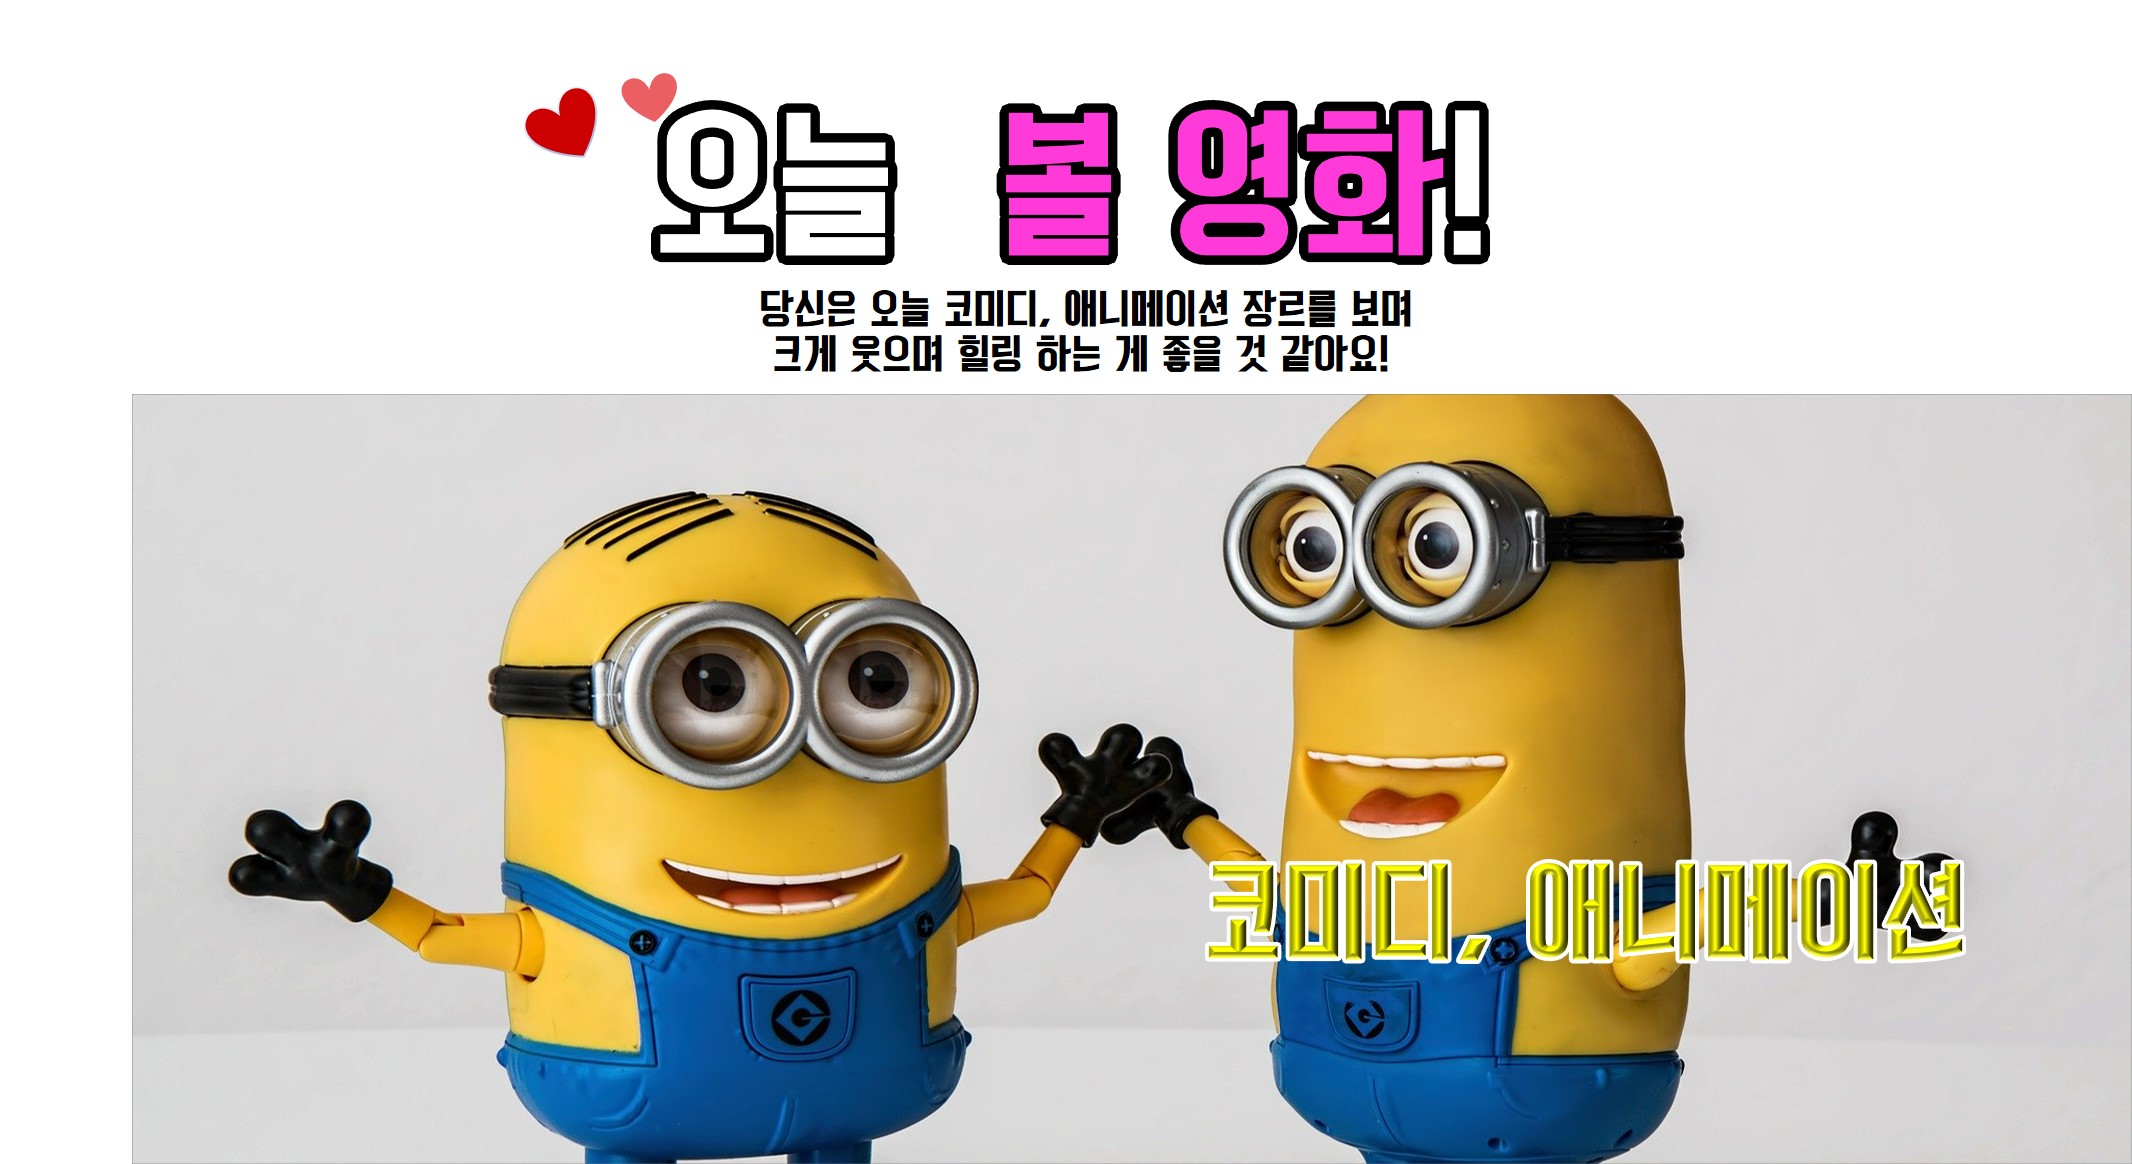 오늘 볼 영화!
당신은 오늘 코미디, 애니메이션 장르를 보며
크게 웃으며 힐링 하는 게 좋을 것 같아요!
코미디, 애니메이션